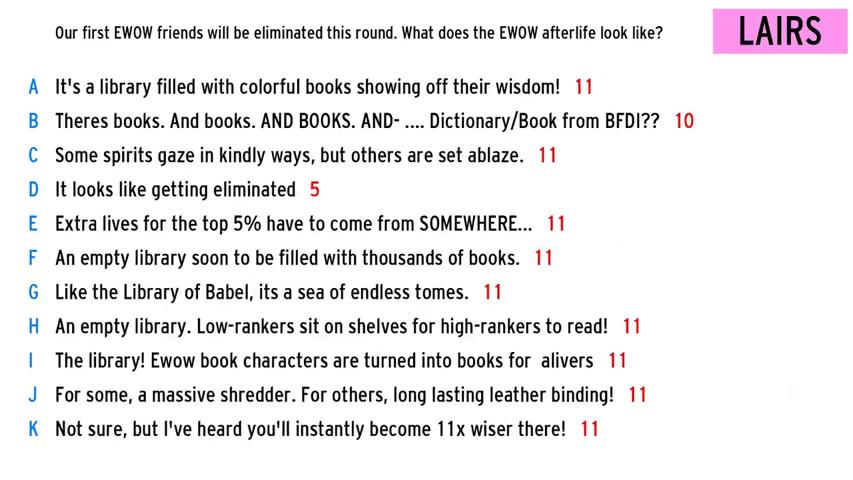 Our first EWOW friends will be eliminated this round. What does the EWOW afterlife look like?
LAIRS
A It's a library filled with colorful books showing off their wisdom! 11
B Theres books. And books. AND BOOKS. AND- .... Dictionary/Book from BFDI?? 10
C Some spirits gaze in kindly ways, but others are set ablaze. 11
D It looks like getting eliminated 5
E Extra lives for the top 5% have to come from SOMEWHERE... 11
F An empty library soon to be filled with thousands of books. 11
G Like the Library of Babel, its a sea of endless tomes. 11
H An empty library. Low-rankers sit on shelves for high-rankers to read! 11
I The library! Ewow book characters are turned into books for  alivers 11
J For some, a massive shredder. For others, long lasting leather binding! 11
K Not sure, but I've heard you'll instantly become 11x wiser there! 11